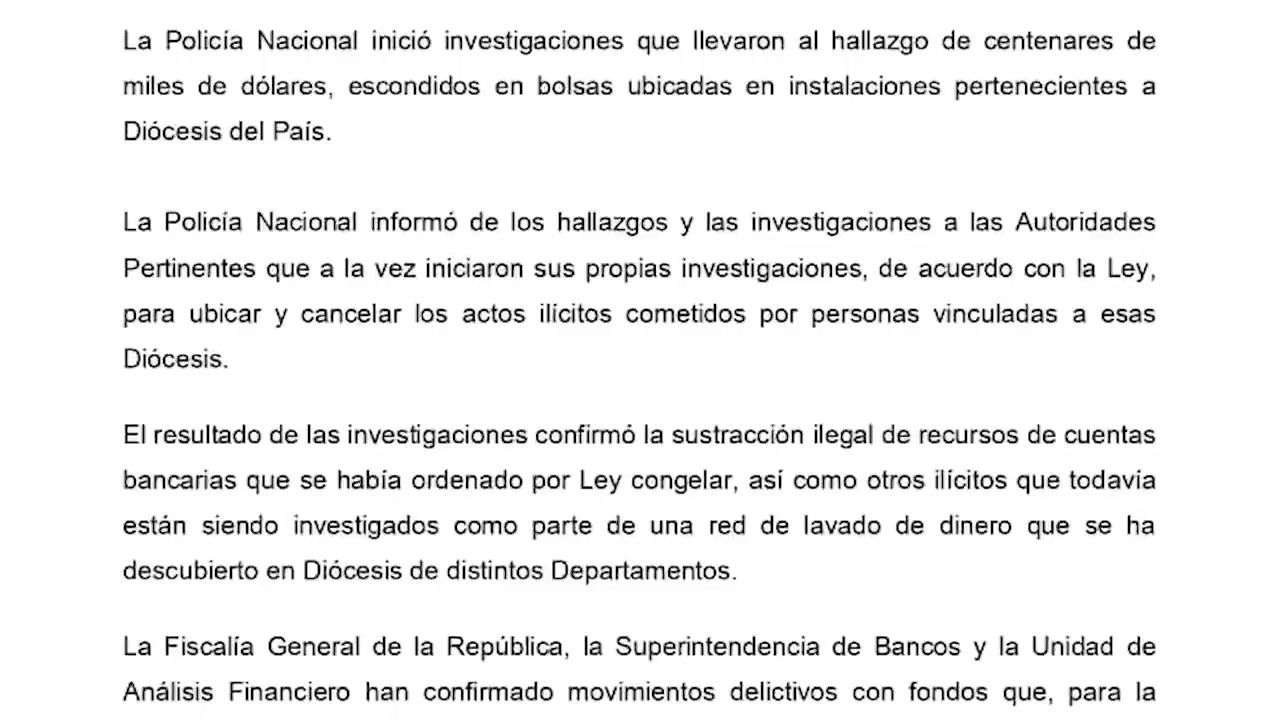 La Policía Nacional inició investigaciones que llevaron al hallazgo de centenares de
miles de dólares, escondidos en bolsas ubicadas en instalaciones pertenecientes a
Diócesis del País.
La Policía Nacional informó de los hallazgos y las investigaciones a las Autoridades
Pertinentes que a la vez iniciaron sus propias investigaciones, de acuerdo con la Ley,
para ubicar y cancelar los actos ilícitos cometidos por personas vinculadas a esas
Diócesis.
El resultado de las investigaciones confirmó la sustracción ilegal de recursos de cuentas
bancarias que se había ordenado por Ley congelar, así como otros ilícitos que todavía
están siendo investigados como parte de una red de lavado de dinero que se ha
descubierto en Diócesis de distintos Departamentos.
La Fiscalía General de la República, la Superintendencia de Bancos y la Unidad de
Análisis Financiero han confirmado movimientos delictivos con fondos que, para la